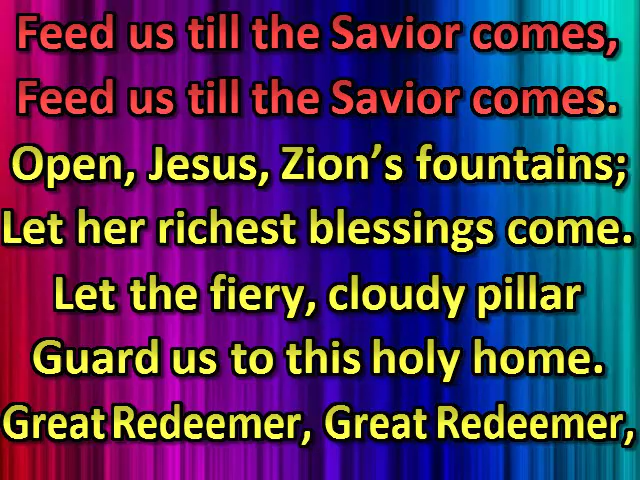 Feed us till the Savior comes,
Feed us till the Savior comes.
Open, Jesus, Zion’s fountains;
Let her richest blessings come.
Let the fiery, cloudy pillar
Guard us to this holy home.
Great Redeemer, Great Redeemer,